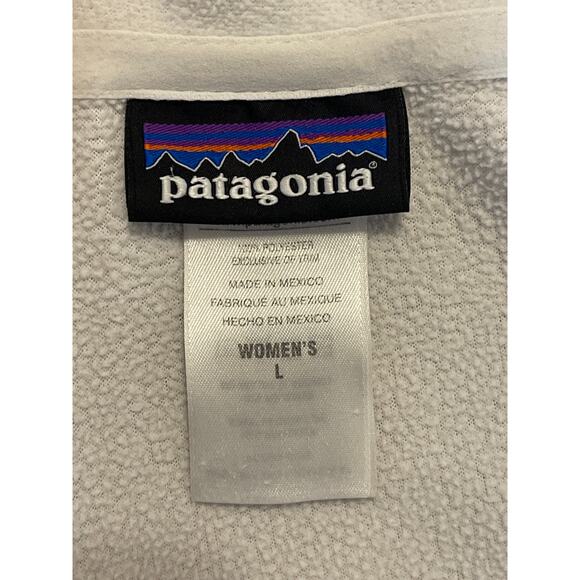 patagonia®
100% POLYESTER
EXCLUSIVE OF TRIM
MADE IN MEXICO
FABRIQUÉ AU MEXIQUE
HECHO EN MEXICO
WOMEN'S
L